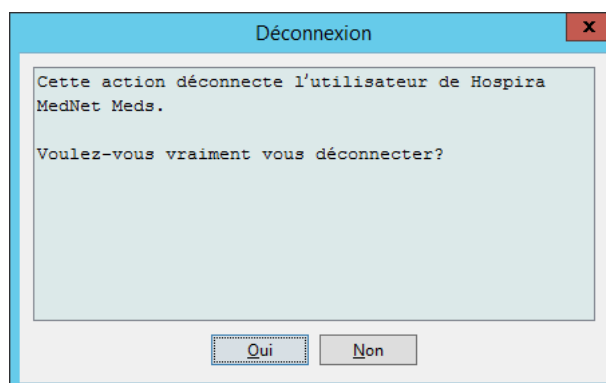 Déconnexion
x
Cette action déconnecte l'utilisateur de Hospira
MedNet Meds.
Voulez-vous vraiment vous déconnecter?
Oui
Non